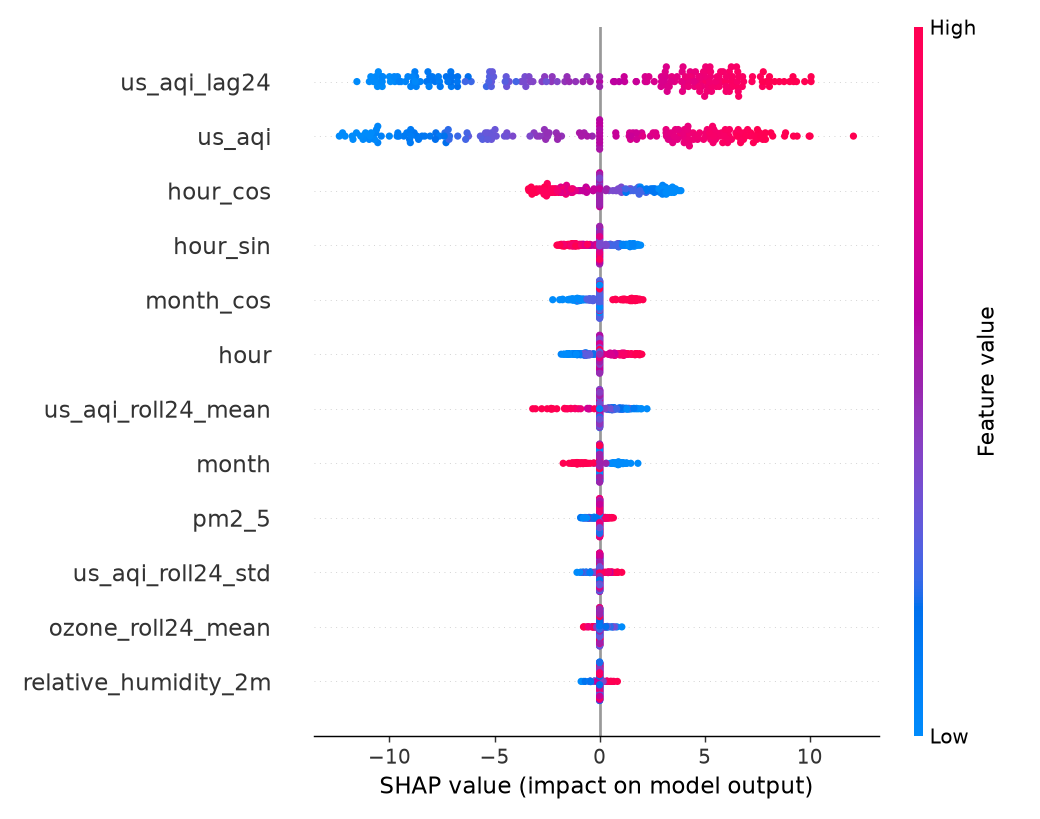 High
us_aqi_lag24
us_aqi
hour_cos
hour_sin
month_cos
hour
us_aqi_roll24_mean
month
pm2_5
us_aqi_roll24_std
ozone_roll24_mean
relative_humidity_2m
Feature value
Low
−10 −5 0 5 10
SHAP value (impact on model output)